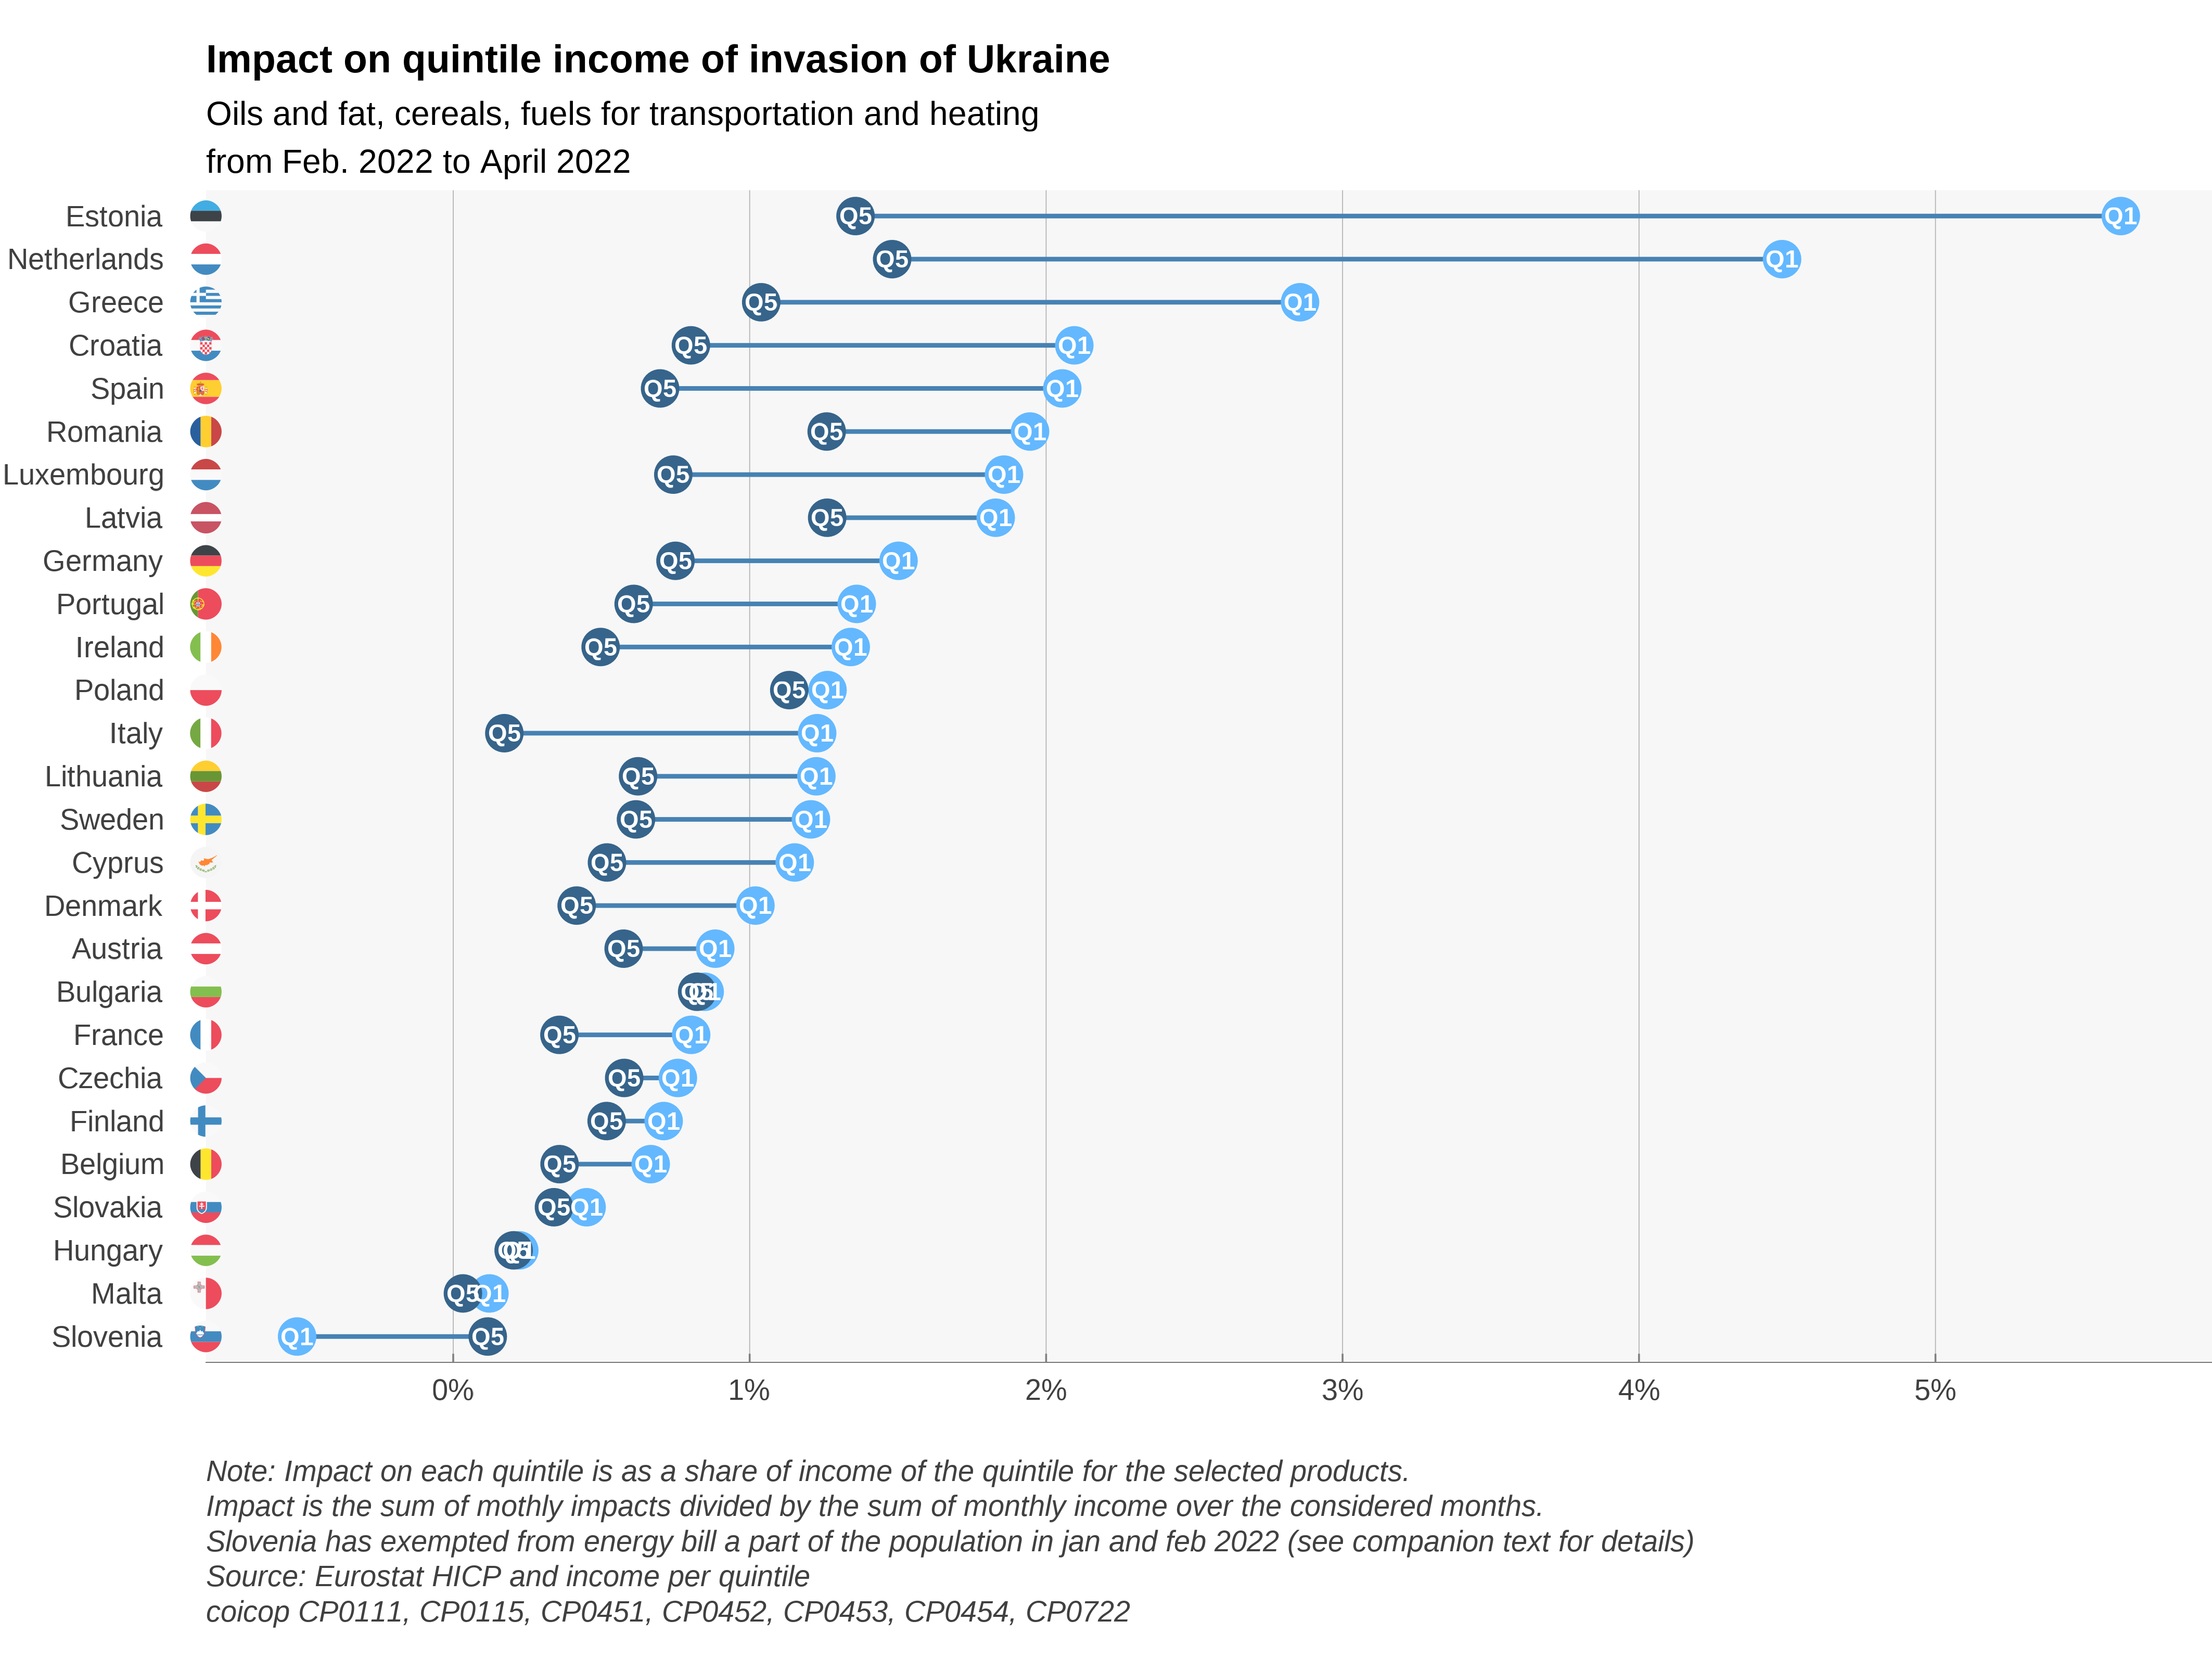 Impact on quintile income of invasion of Ukraine
Oils and fat, cereals, fuels for transportation and heating
from Feb. 2022 to April 2022
Estonia Q5 Q1
Netherlands Q5 Q1
Greece Q5 Q1
Croatia Q5 Q1
Spain Q5 Q1
Romania Q5 Q1
Luxembourg Q5 Q1
Latvia Q5 Q1
Germany Q5 Q1
Portugal Q5 Q1
Ireland Q5 Q1
Poland Q5 Q1
Italy Q5 Q1
Lithuania Q5 Q1
Sweden Q5 Q1
Cyprus Q5 Q1
Denmark Q5 Q1
Austria Q5 Q1
Bulgaria Q5 Q1
France Q5 Q1
Czechia Q5 Q1
Finland Q5 Q1
Belgium Q5 Q1
Slovakia Q5 Q1
Hungary Q5 Q1
Malta Q5 Q1
Slovenia Q1 Q5
0% 1% 2% 3% 4% 5%
Note: Impact on each quintile is as a share of income of the quintile for the selected products.
Impact is the sum of mothly impacts divided by the sum of monthly income over the considered months.
Slovenia has exempted from energy bill a part of the population in jan and feb 2022 (see companion text for details)
Source: Eurostat HICP and income per quintile
coicop CP0111, CP0115, CP0451, CP0452, CP0453, CP0454, CP0722